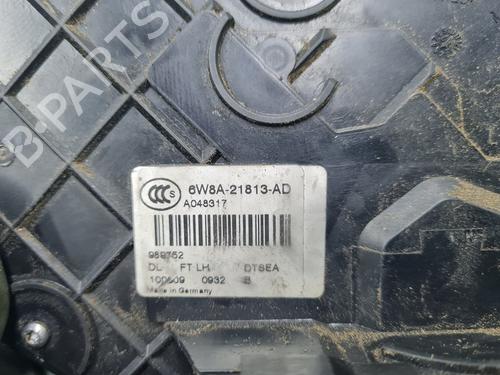 B-PARTS
S
6W8A-21813-AD
A048317
989752
DL FT LH DTSEA
100609 0932 B
Made in Germany